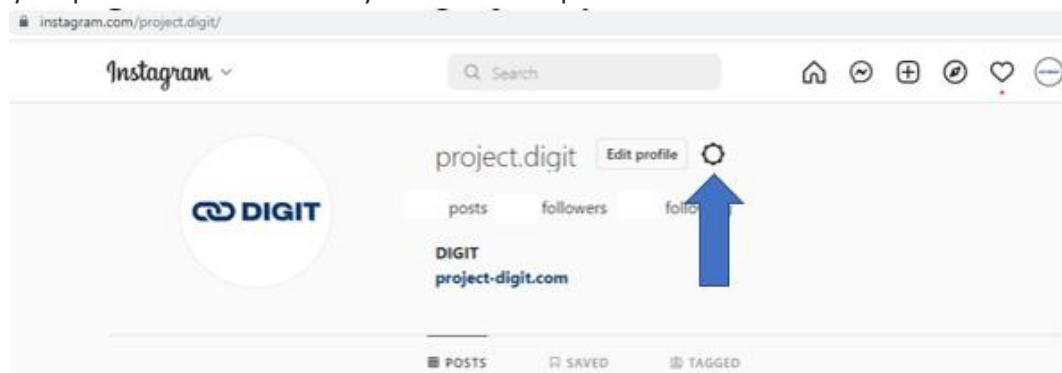 instagram.com/project.digit/
Instagram
Search
project.digit Edit profile
DIGIT
posts followers
DIGIT
project-digit.com
POSTS SAVED TAGGED